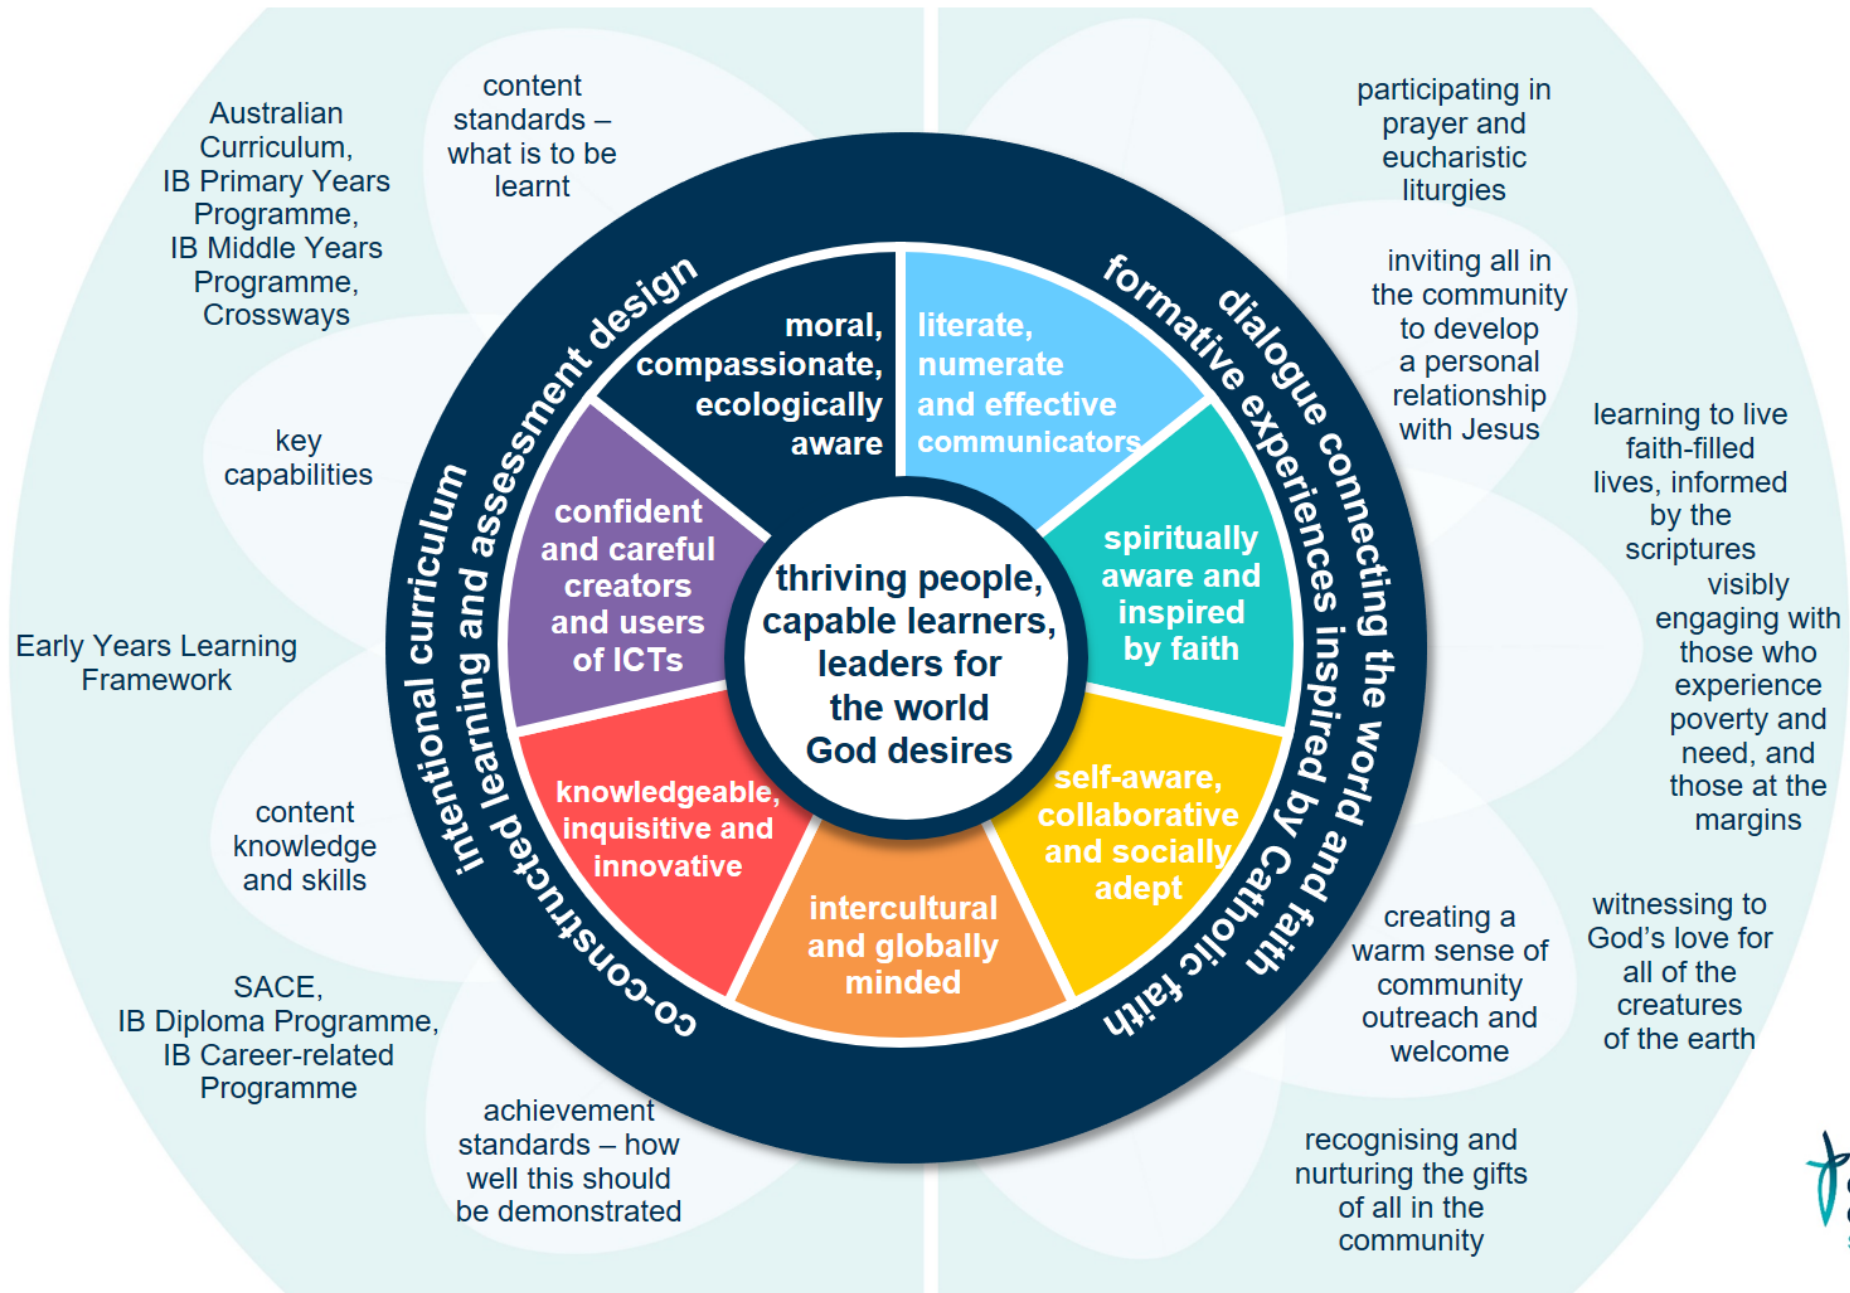 Australian
Curriculum,
IB Primary Years
Programme,
IB Middle Years
Programme,
Crossways
content
standards –
what is to be
learnt
key
capabilities
Early Years Learning
Framework
content
knowledge
and skills
SACE,
IB Diploma Programme,
IB Career-related
Programme
achievement
standards – how
well this should
be demonstrated
intentional curriculum
co-constructed learning and assessment design
moral,
compassionate,
ecologically
aware
literate,
numerate
and effective
communicators
spiritually
aware and
inspired
by faith
self-aware,
collaborative
and socially
adept
intercultural
and globally
minded
knowledgeable,
inquisitive and
innovative
confident
and careful
creators
and users
of ICTs
thriving people,
capable learners,
leaders for
the world
God desires
formative experiences inspired by Catholic faith
dialogue connecting the world and faith
participating in
prayer and
eucharistic
liturgies
inviting all in
the community
to develop
a personal
relationship
with Jesus
learning to live
faith-filled
lives, informed
by the
scriptures
visibly
engaging with
those who
experience
poverty and
need, and
those at the
margins
creating a
warm sense of
community
outreach and
welcome
witnessing to
God's love for
all of the
creatures
of the earth
recognising and
nurturing the gifts
of all in the
community